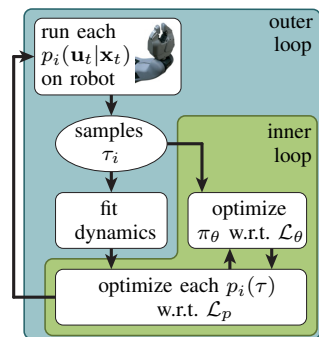 outer
loop
run each
p_i(𝐮_t|𝐱_t)
on robot
samples
τ_i
inner
loop
fit
dynamics
optimize
π_θ w.r.t. ℒ_θ
optimize each p_i(τ)
w.r.t. ℒ_p